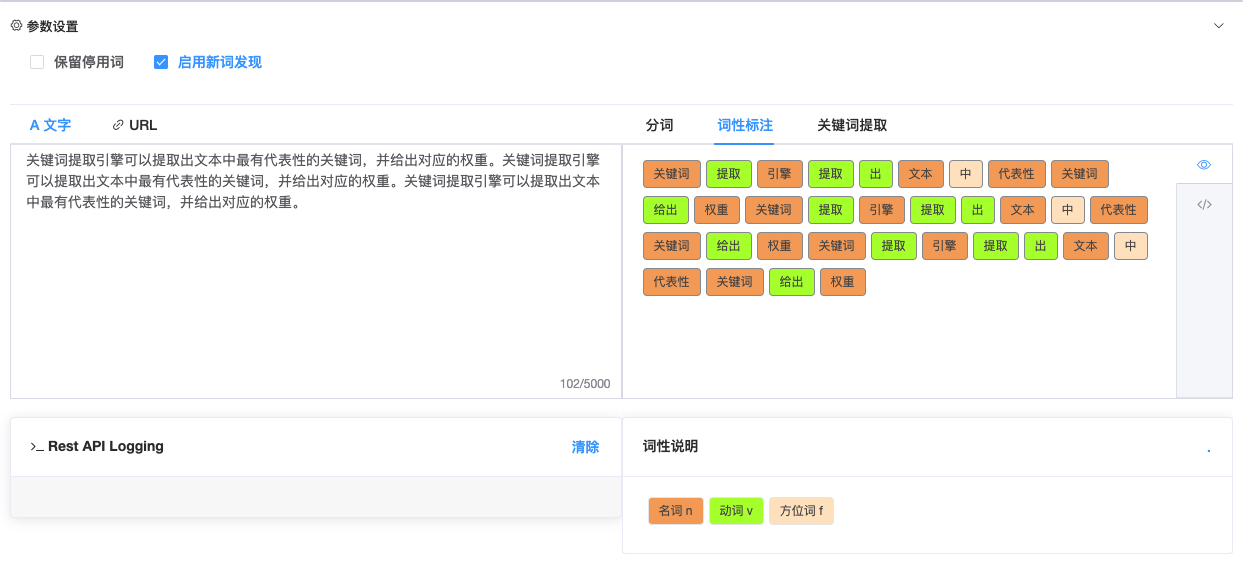 参数设置
保留停用词 启用新词发现
A 文字 URL
分词 词性标注 关键词提取
关键词提取引擎可以提取出文本中最有代表性的关键词，并给出对应的权重。关键词提取引擎
可以提取出文本中最有代表性的关键词，并给出对应的权重。关键词提取引擎可以提取出文本
中最有代表性的关键词，并给出对应的权重。
102/5000
关键词 提取 引擎 提取 出 文本 中 代表性 关键词
给出 权重 关键词 提取 引擎 提取 出 文本 中 代表性
关键词 给出 权重 关键词 提取 引擎 提取 出 文本 中
代表性 关键词 给出 权重
</>
>_ Rest API Logging 清除
词性说明 .
名词 n 动词 v 方位词 f